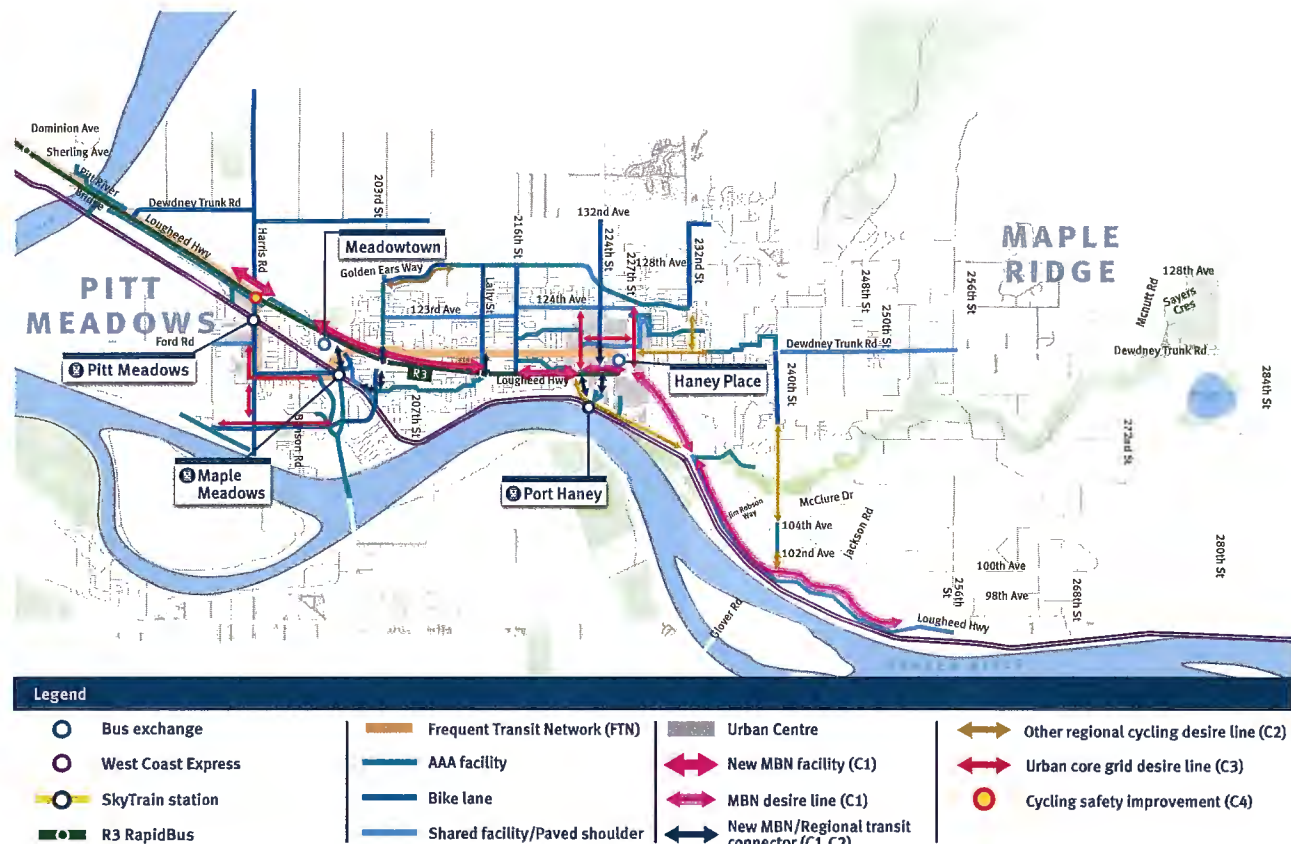 Dominion Ave
Sherling Ave
Pitt River
Bridge
Dewdney Trunk Rd
Lougheed Hwy
Harris Rd
203rd St
Meadowtown
Golden Ears Way
216th St
132nd Ave
224th St
227th St
128th Ave
232nd St
MAPLE
RIDGE
248th St
250th St
256th St
Mcnutt Rd
128th Ave
Sayers
Cres
Dewdney Trunk Rd
PITT
MEADOWS
Ford Rd
123rd Ave
Laity St
124th Ave
Pitt Meadows
R3
Lougheed Hwy
Haney Place
Dewdney Trunk Rd
240th St
284th St
207th St
272nd St
Bonson Rd
Maple
Meadows
Port Haney
Jim Robson
Way
McClure Dr
104th Ave
Jackson Rd
102nd Ave
100th Ave
98th Ave
256th
St
268th St
280th St
Glover Rd
Lougheed Hwy
FRASER RIVER
Legend
Bus exchange
West Coast Express
SkyTrain station
R3 RapidBus
Frequent Transit Network (FTN)
AAA facility
Bike lane
Shared facility/Paved shoulder
Urban Centre
New MBN facility (C1)
MBN desire line (C1)
New MBN/Regional transit
connector (C1,C2)
Other regional cycling desire line (C2)
Urban core grid desire line (C3)
Cycling safety improvement (C4)